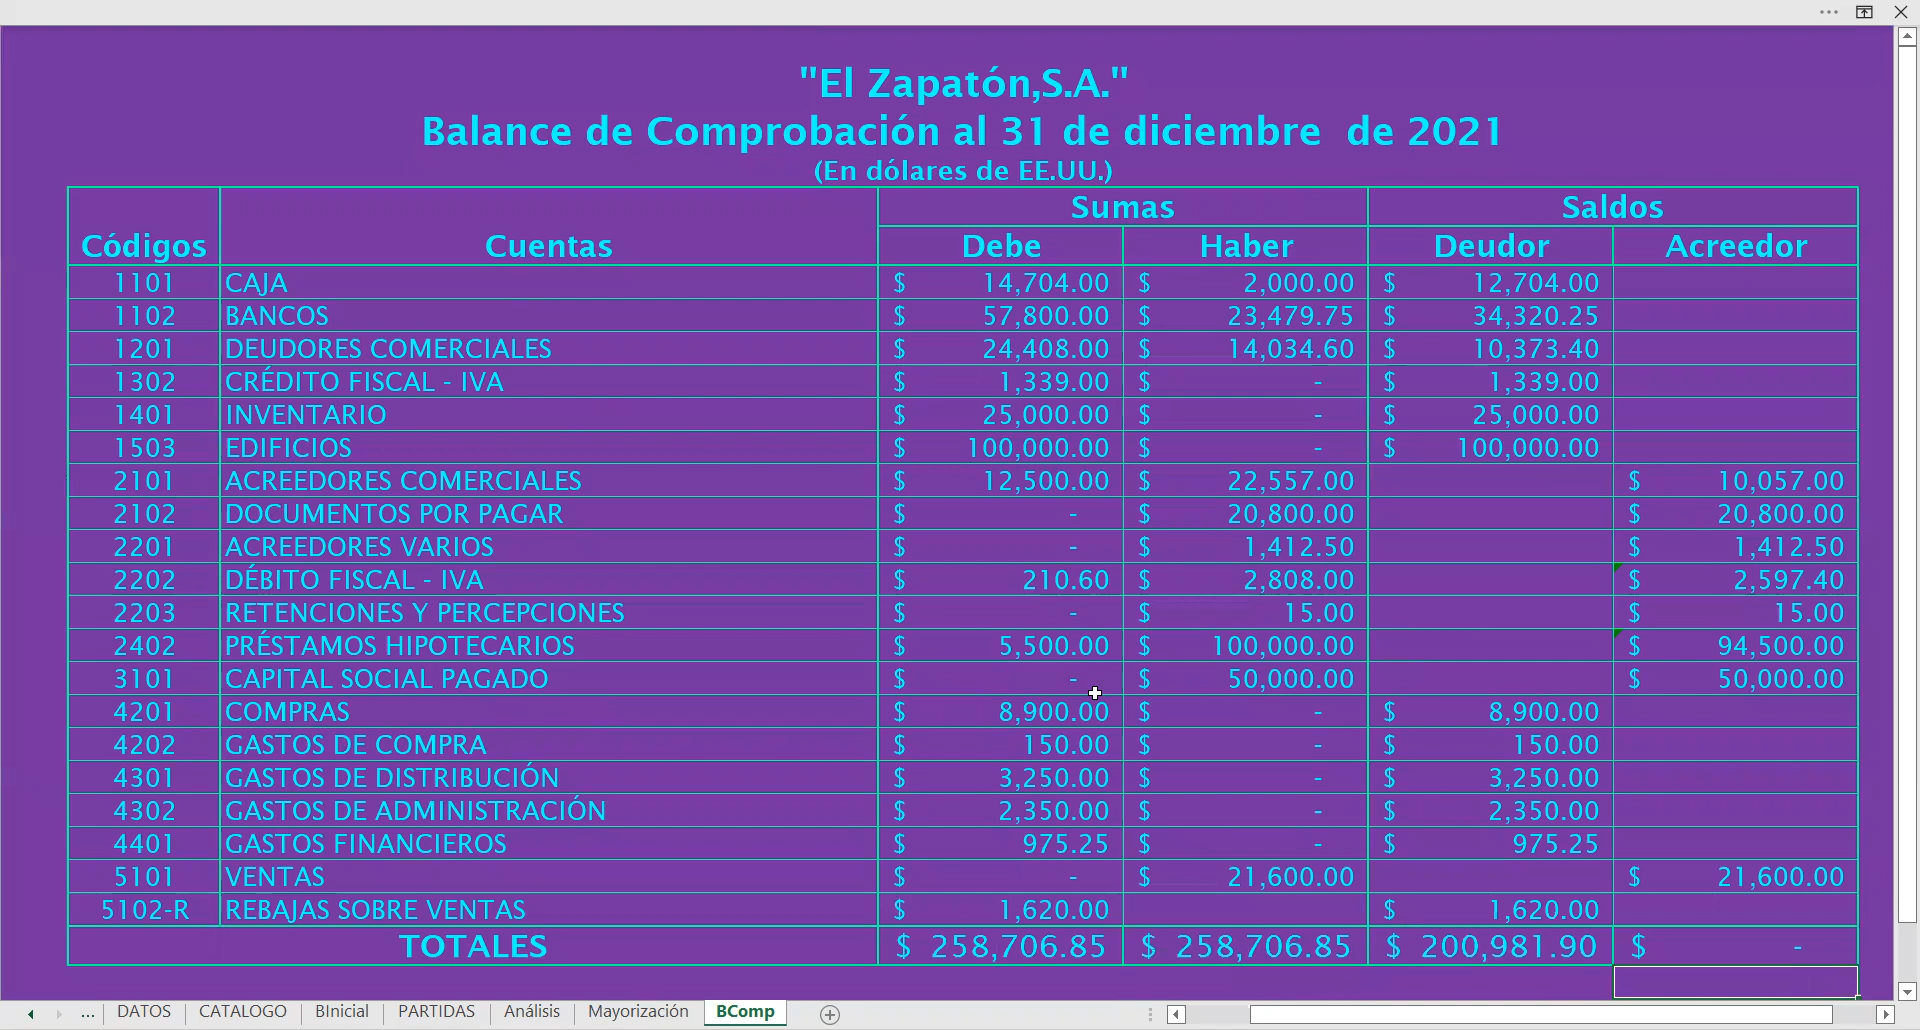 "El Zapatón,S.A."
Balance de Comprobación al 31 de diciembre  de 2021
(En dólares de EE.UU.)
Códigos Cuentas Sumas Saldos
Debe Haber Deudor Acreedor
1101 CAJA $ 14,704.00 $ 2,000.00 $ 12,704.00
1102 BANCOS $ 57,800.00 $ 23,479.75 $ 34,320.25
1201 DEUDORES COMERCIALES $ 24,408.00 $ 14,034.60 $ 10,373.40
1302 CRÉDITO FISCAL - IVA $ 1,339.00 $ - $ 1,339.00
1401 INVENTARIO $ 25,000.00 $ - $ 25,000.00
1503 EDIFICIOS $ 100,000.00 $ - $ 100,000.00
2101 ACREEDORES COMERCIALES $ 12,500.00 $ 22,557.00 $ 10,057.00
2102 DOCUMENTOS POR PAGAR $ - $ 20,800.00 $ 20,800.00
2201 ACREEDORES VARIOS $ - $ 1,412.50 $ 1,412.50
2202 DÉBITO FISCAL - IVA $ 210.60 $ 2,808.00 $ 2,597.40
2203 RETENCIONES Y PERCEPCIONES $ - $ 15.00 $ 15.00
2402 PRÉSTAMOS HIPOTECARIOS $ 5,500.00 $ 100,000.00 $ 94,500.00
3101 CAPITAL SOCIAL PAGADO $ - $ 50,000.00 $ 50,000.00
4201 COMPRAS $ 8,900.00 $ - $ 8,900.00
4202 GASTOS DE COMPRA $ 150.00 $ - $ 150.00
4301 GASTOS DE DISTRIBUCIÓN $ 3,250.00 $ - $ 3,250.00
4302 GASTOS DE ADMINISTRACIÓN $ 2,350.00 $ - $ 2,350.00
4401 GASTOS FINANCIEROS $ 975.25 $ - $ 975.25
5101 VENTAS $ - $ 21,600.00 $ 21,600.00
5102-R REBAJAS SOBRE VENTAS $ 1,620.00 $ 1,620.00
TOTALES $ 258,706.85 $ 258,706.85 $ 200,981.90 $ -
... DATOS CATALOGO BInicial PARTIDAS Análisis Mayorización BComp